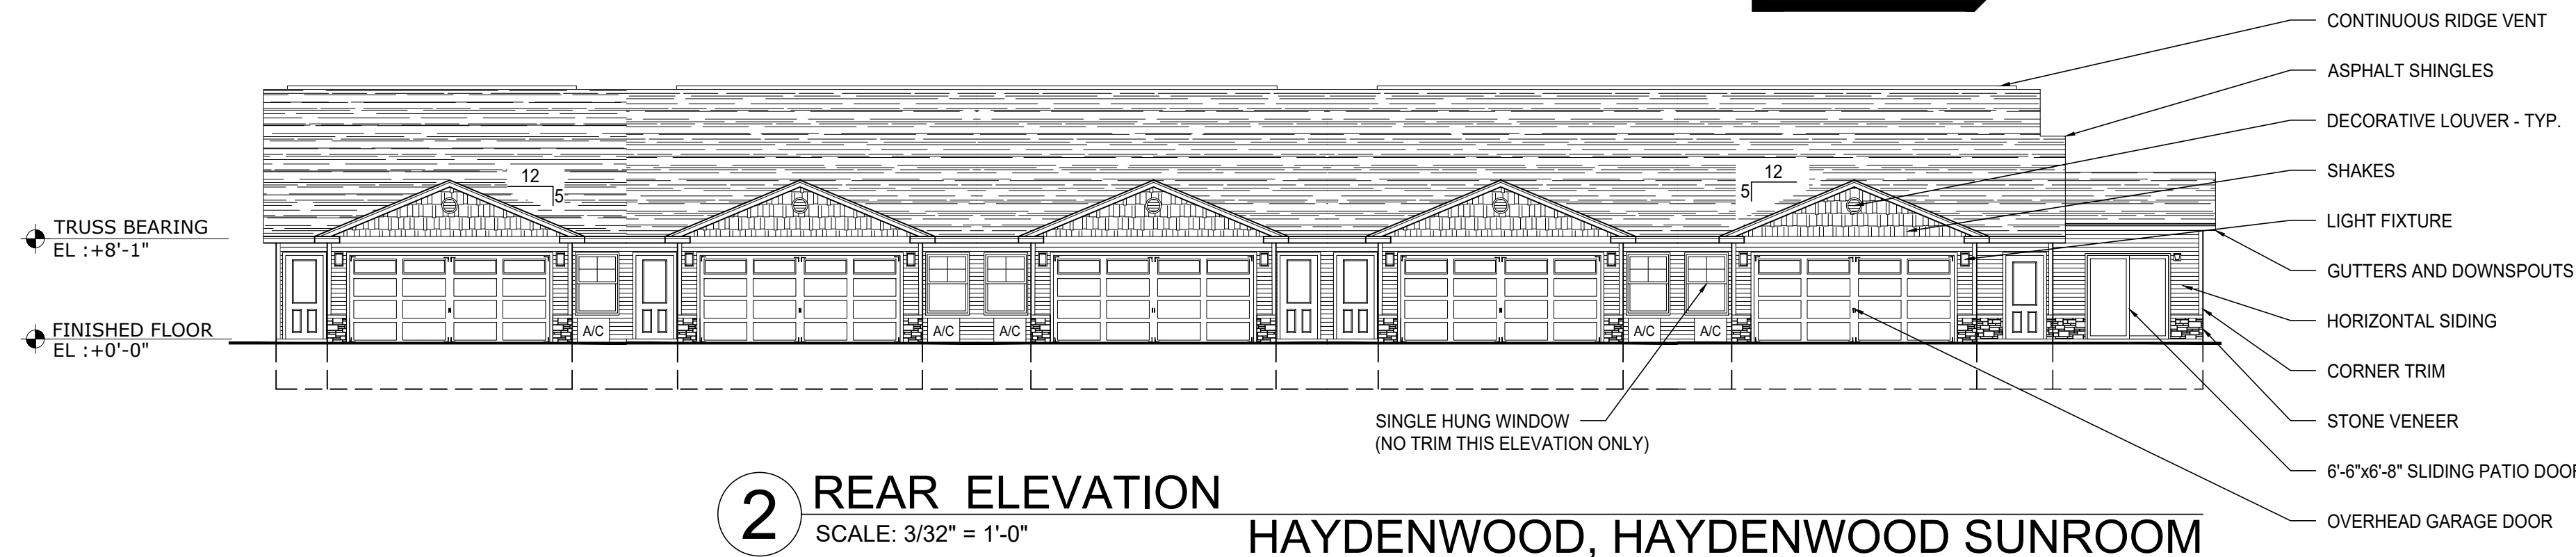 CONTINUOUS RIDGE VENT
ASPHALT SHINGLES
DECORATIVE LOUVER - TYP.
SHAKES
LIGHT FIXTURE
GUTTERS AND DOWNSPOUTS
HORIZONTAL SIDING
CORNER TRIM
STONE VENEER
6'-6"x6'-8" SLIDING PATIO DOOR
OVERHEAD GARAGE DOOR
12
5
12
5
TRUSS BEARING
EL :+8'-1"
FINISHED FLOOR
EL :+0'-0"
A/C
A/C
A/C
A/C
A/C
SINGLE HUNG WINDOW
(NO TRIM THIS ELEVATION ONLY)
2
REAR ELEVATION
SCALE: 3/32" = 1'-0"
HAYDENWOOD, HAYDENWOOD SUNROOM